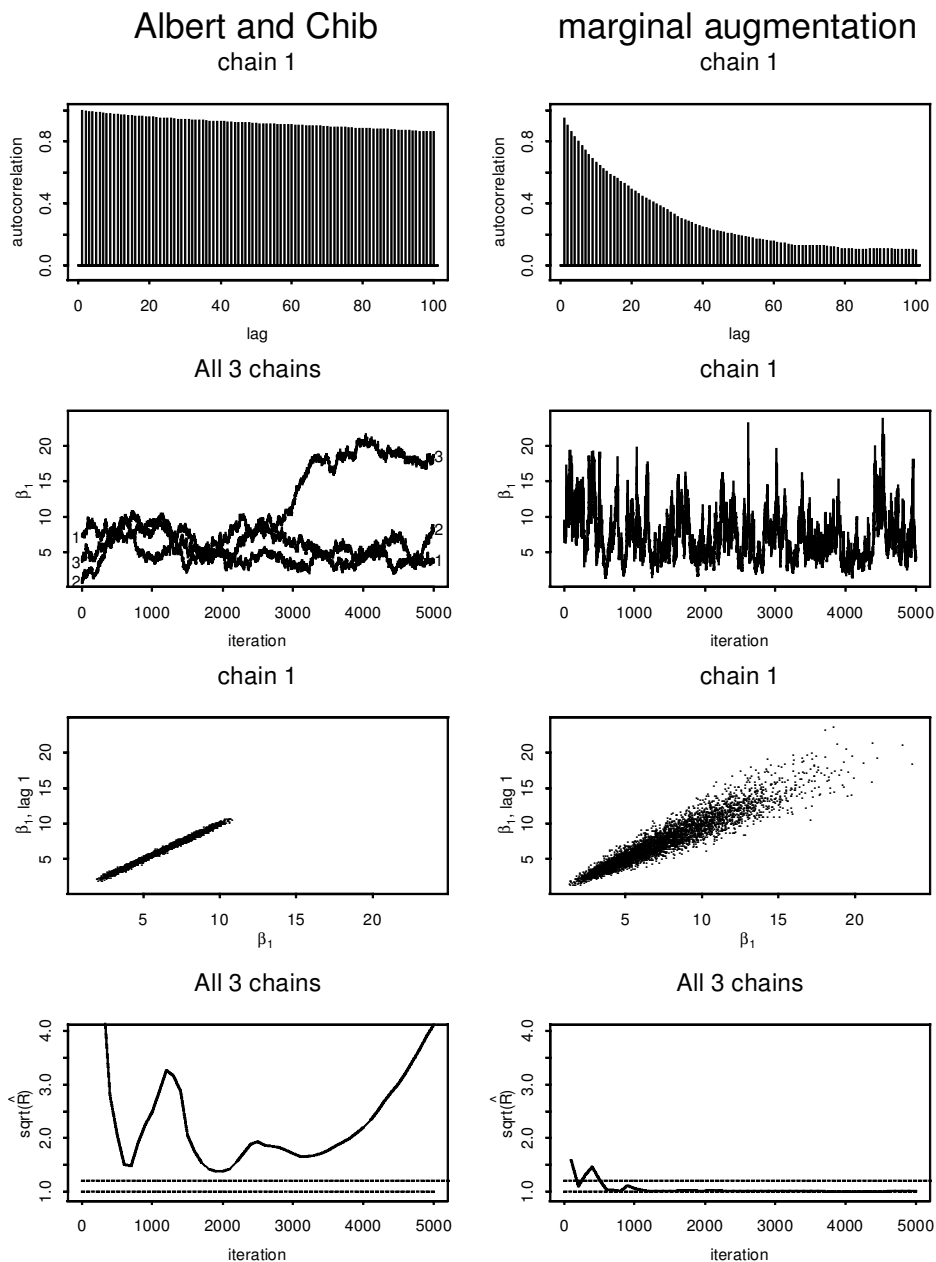 Albert and Chib
chain 1
autocorrelation
0.0 0.4 0.8
0 20 40 60 80 100
lag
marginal augmentation
chain 1
autocorrelation
0.0 0.4 0.8
0 20 40 60 80 100
lag
All 3 chains
β1
5 10 15 20
1
3
2
3
2
1
0 1000 2000 3000 4000 5000
iteration
chain 1
β1
5 10 15 20
0 1000 2000 3000 4000 5000
iteration
chain 1
β1, lag 1
5 10 15 20
5 10 15 20
β1
chain 1
β1, lag 1
5 10 15 20
5 10 15 20
β1
All 3 chains
sqrt(R̂)
1.0 2.0 3.0 4.0
0 1000 2000 3000 4000 5000
iteration
All 3 chains
sqrt(R̂)
1.0 2.0 3.0 4.0
0 1000 2000 3000 4000 5000
iteration